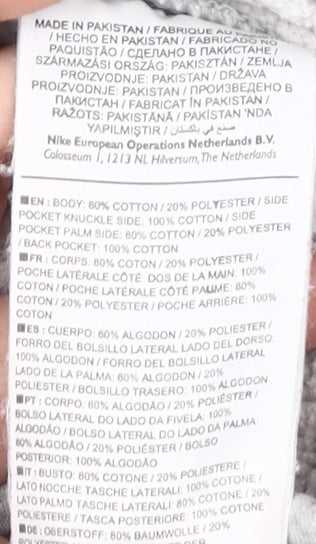 MADE IN PAKISTAN / FABRIQUE AU
/ HECHO EN PAKISTAN / FABRICADO NO
PAQUISTÃO / СДЕЛАНО В ПАКИСТАНЕ /
SZÁRMAZÁSI ORSZÁG: PAKISZTÁN / ZEMLJA
PROIZVODNJE: PAKISTAN / DRŽAVA
PROIZVODNJE: PAKISTAN / ПРОИЗВЕДЕНО В
ПАКИСТАН / FABRICAT ÎN PAKISTAN /
RAŽOTS: PAKISTĀNĀ / PAKISTAN 'NDA
YAPILMIŞTIR / صنع في باكستان
Nike European Operations Netherlands B.V.
Colosseum 1, 1213 NL Hilversum, The Netherlands
EN: BODY: 80% COTTON / 20% POLYESTER / SIDE
POCKET KNUCKLE SIDE: 100% COTTON / SIDE
POCKET PALM SIDE: 80% COTTON / 20% POLYESTER
/ BACK POCKET: 100% COTTON
FR: CORPS: 80% COTON / 20% POLYESTER /
POCHE LATÉRALE CÔTÉ DOS DE LA MAIN: 100%
COTON / POCHE LATÉRALE CÔTÉ PAUME: 80%
COTON / 20% POLYESTER / POCHE ARRIÈRE: 100%
COTON
ES: CUERPO: 80% ALGODON / 20% POLIESTER /
FORRO DEL BOLSILLO LATERAL LADO DEL DORSO:
100% ALGODON / FORRO DEL BOLSILLO LATERAL
LADO DE LA PALMA: 80% ALGODON / 20%
POLIESTER / BOLSILLO TRASERO: 100% ALGODON
PT: CORPO: 80% ALGODÃO / 20% POLIÉSTER /
BOLSO LATERAL DO LADO DA FIVELA: 100%
ALGODÃO / BOLSO LATERAL DO LADO DA PALMA:
80% ALGODÃO / 20% POLIÉSTER / BOLSO
POSTERIOR: 100% ALGODÃO
IT: BUSTO: 80% COTONE / 20% POLIESTERE /
LATO NOCCHE TASCHE LATERALI: 100% COTONE /
LATO PALMO TASCHE LATERALI: 80% COTONE / 20%
POLIESTERE / TASCA POSTERIORE: 100% COTONE
DE: OBERSTOFF: 80% BAUMWOLLE / 20%